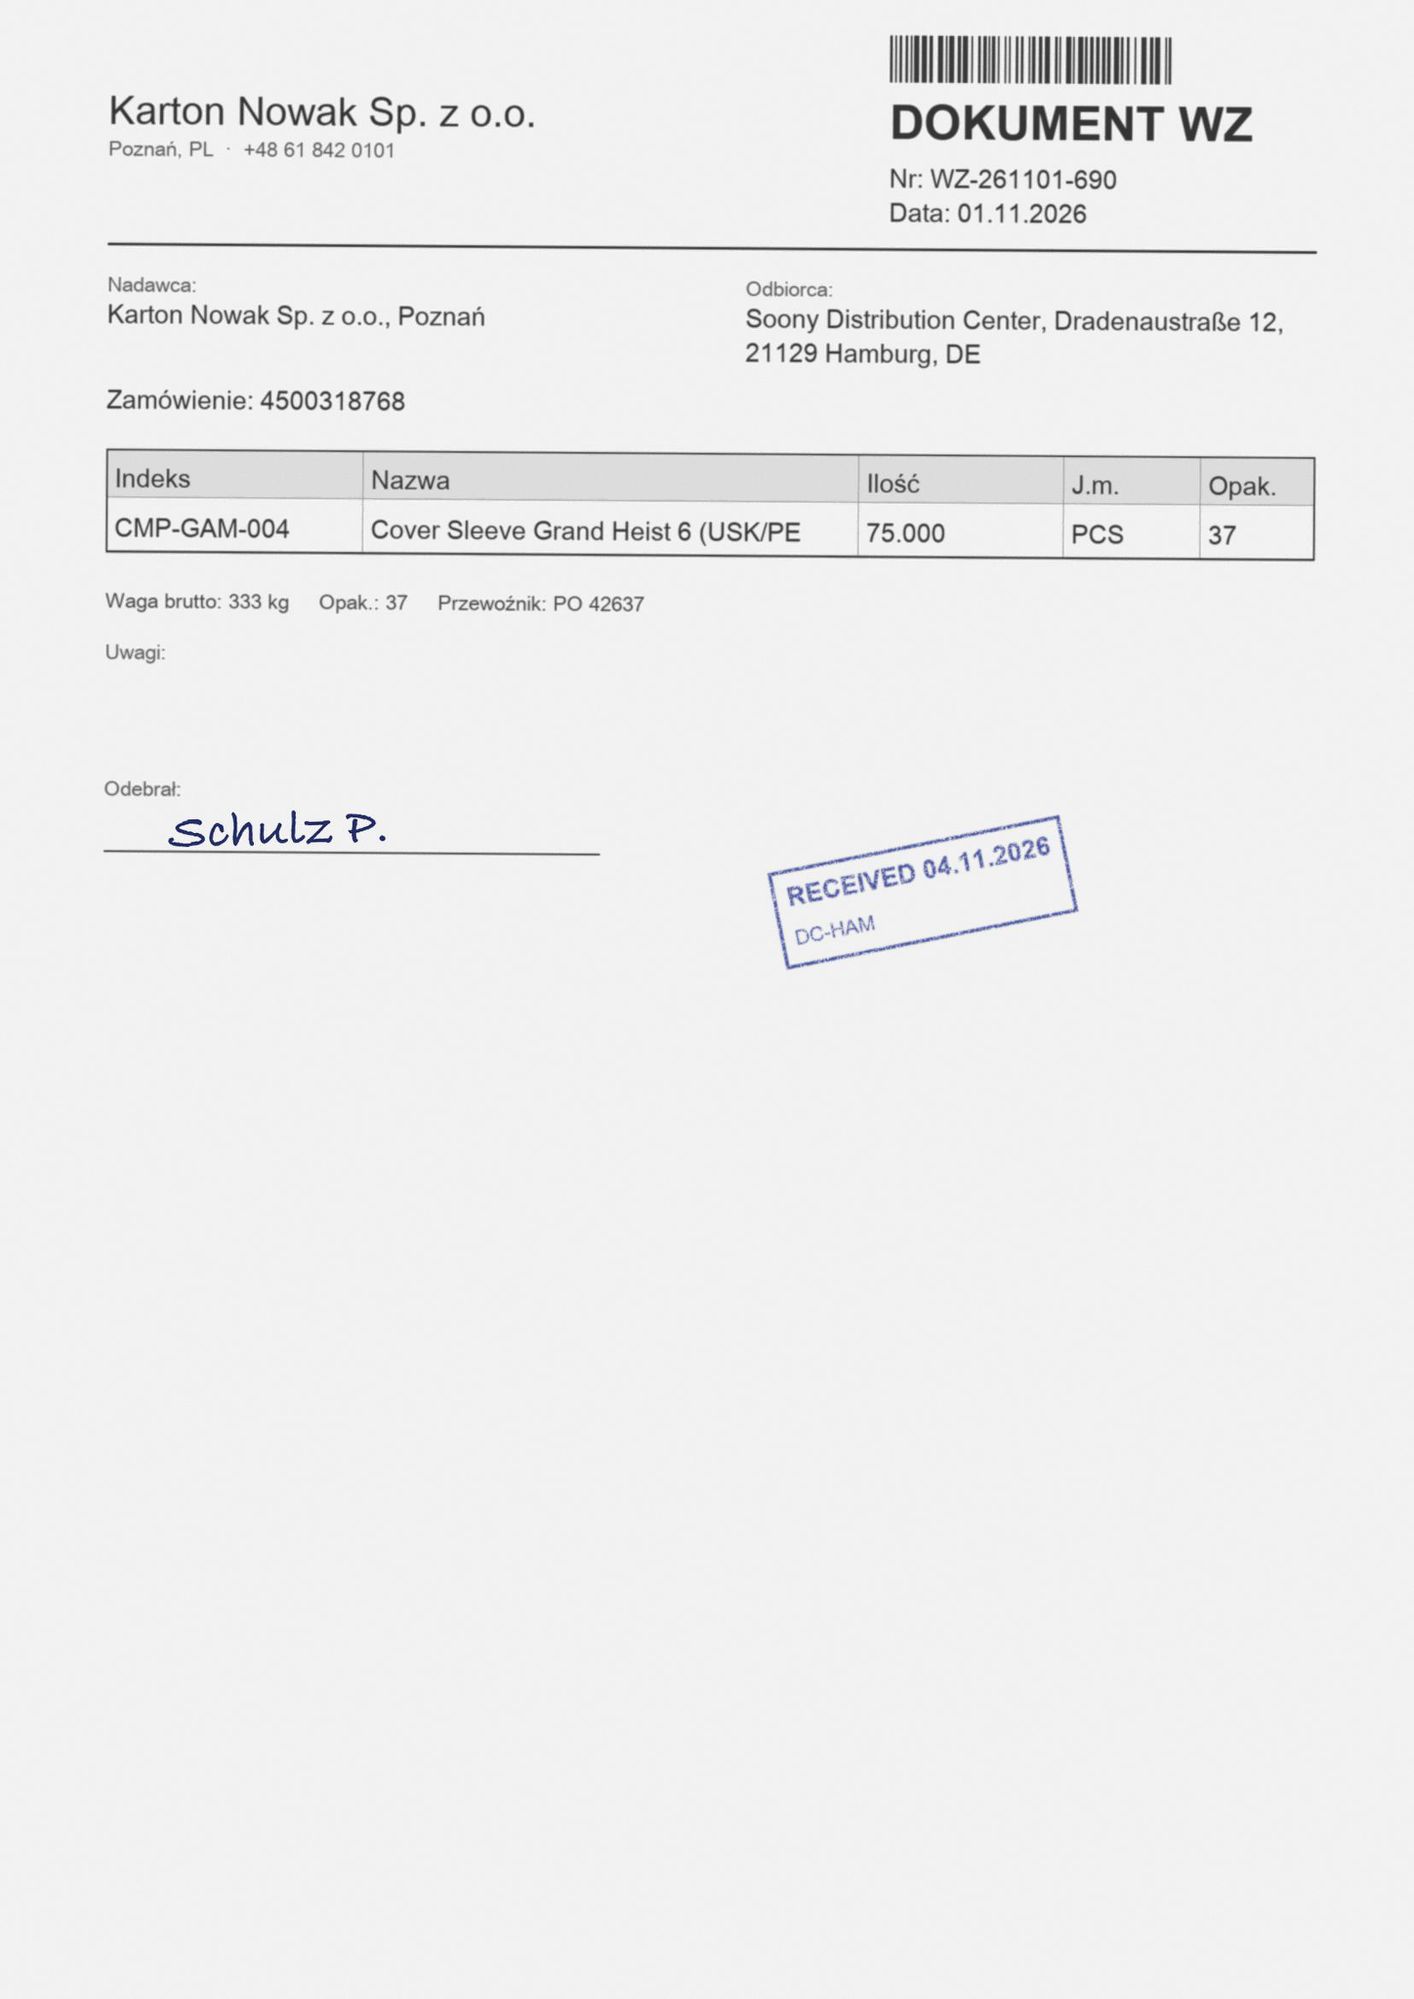 Karton Nowak Sp. z o.o.
Poznań, PL · +48 61 842 0101
DOKUMENT WZ
Nr: WZ-261101-690
Data: 01.11.2026
Nadawca:
Karton Nowak Sp. z o.o., Poznań
Odbiorca:
Soony Distribution Center, Dradenaustraße 12,
21129 Hamburg, DE
Zamówienie: 4500318768
Indeks Nazwa Ilość J.m. Opak.
CMP-GAM-004 Cover Sleeve Grand Heist 6 (USK/PE 75.000 PCS 37
Waga brutto: 333 kg Opak.: 37 Przewoźnik: PO 42637
Uwagi:
Odebrał:
Schulz P.
RECEIVED 04.11.2026
DC-HAM